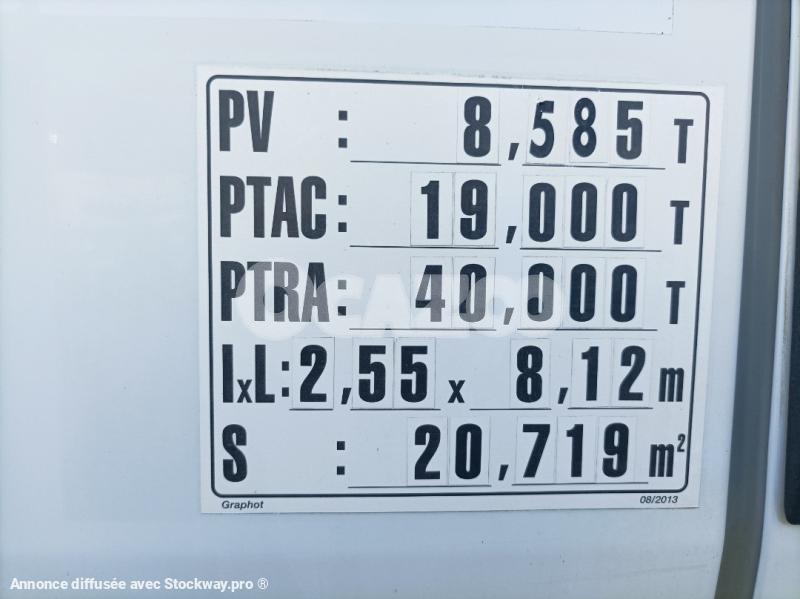 PV : 8,585 T
PTAC: 19,000 T
PTRA: 40,000 T
IxL: 2,55 x 8,12 m
S : 20,719 m²
Graphot 08/2013
Annonce diffusée avec Stockway.pro ®